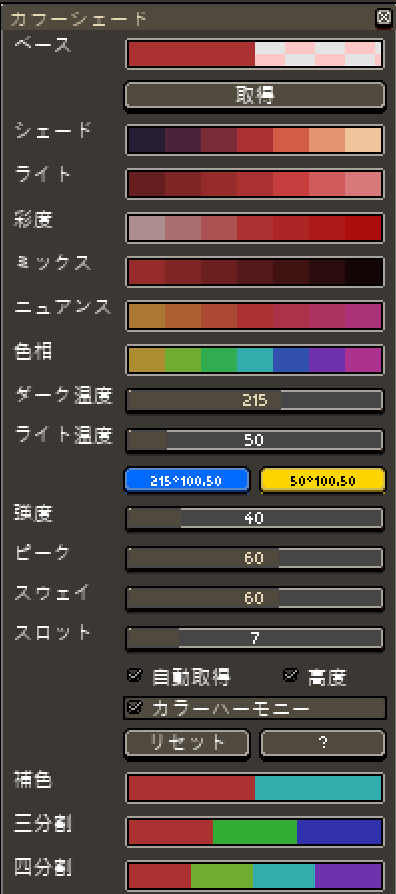 カラーシェード
ベース
取得
シェード
ライト
彩度
ミックス
ニュアンス
色相
ダーク温度 215
ライト温度 50
215°100,50 50°100,50
強度 40
ピーク 60
スウェイ 60
スロット 7
自動取得 高度
カラーハーモニー
リセット ?
補色
三分割
四分割